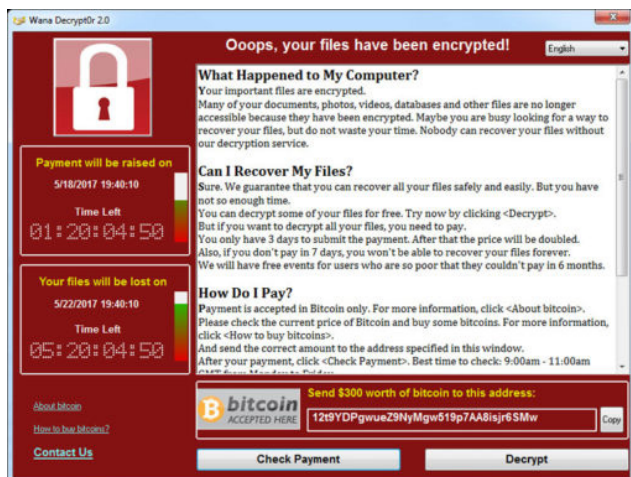 Wana Decrypt0r 2.0
Ooops, your files have been encrypted!
English
Payment will be raised on
5/18/2017 19:40:10
Time Left
01:20:04:50
Your files will be lost on
5/22/2017 19:40:10
Time Left
05:20:04:50
About bitcoin
How to buy bitcoins?
Contact Us
What Happened to My Computer?
Your important files are encrypted.
Many of your documents, photos, videos, databases and other files are no longer
accessible because they have been encrypted. Maybe you are busy looking for a way to
recover your files, but do not waste your time. Nobody can recover your files without
our decryption service.
Can I Recover My Files?
Sure. We guarantee that you can recover all your files safely and easily. But you have
not so enough time.
You can decrypt some of your files for free. Try now by clicking <Decrypt>.
But if you want to decrypt all your files, you need to pay.
You only have 3 days to submit the payment. After that the price will be doubled.
Also, if you don't pay in 7 days, you won't be able to recover your files forever.
We will have free events for users who are so poor that they couldn't pay in 6 months.
How Do I Pay?
Payment is accepted in Bitcoin only. For more information, click <About bitcoin>.
Please check the current price of Bitcoin and buy some bitcoins. For more information,
click <How to buy bitcoins>.
And send the correct amount to the address specified in this window.
After your payment, click <Check Payment>. Best time to check: 9:00am - 11:00am
GMT from Monday to Friday.
bitcoin
ACCEPTED HERE
Send $300 worth of bitcoin to this address:
12t9YDPgwueZ9NyMgw519p7AA8isjr6SMw
Copy
Check Payment
Decrypt